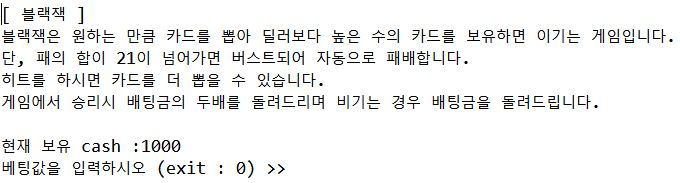 [ 블랙잭 ]
블랙잭은 원하는 만큼 카드를 뽑아 딜러보다 높은 수의 카드를 보유하면 이기는 게임입니다.
단, 패의 합이 21이 넘어가면 버스트되어 자동으로 패배합니다.
히트를 하시면 카드를 더 뽑을 수 있습니다.
게임에서 승리시 배팅금의 두배를 돌려드리며 비기는 경우 배팅금을 돌려드립니다.
현재 보유 cash :1000
베팅값을 입력하시오 (exit : 0) >>